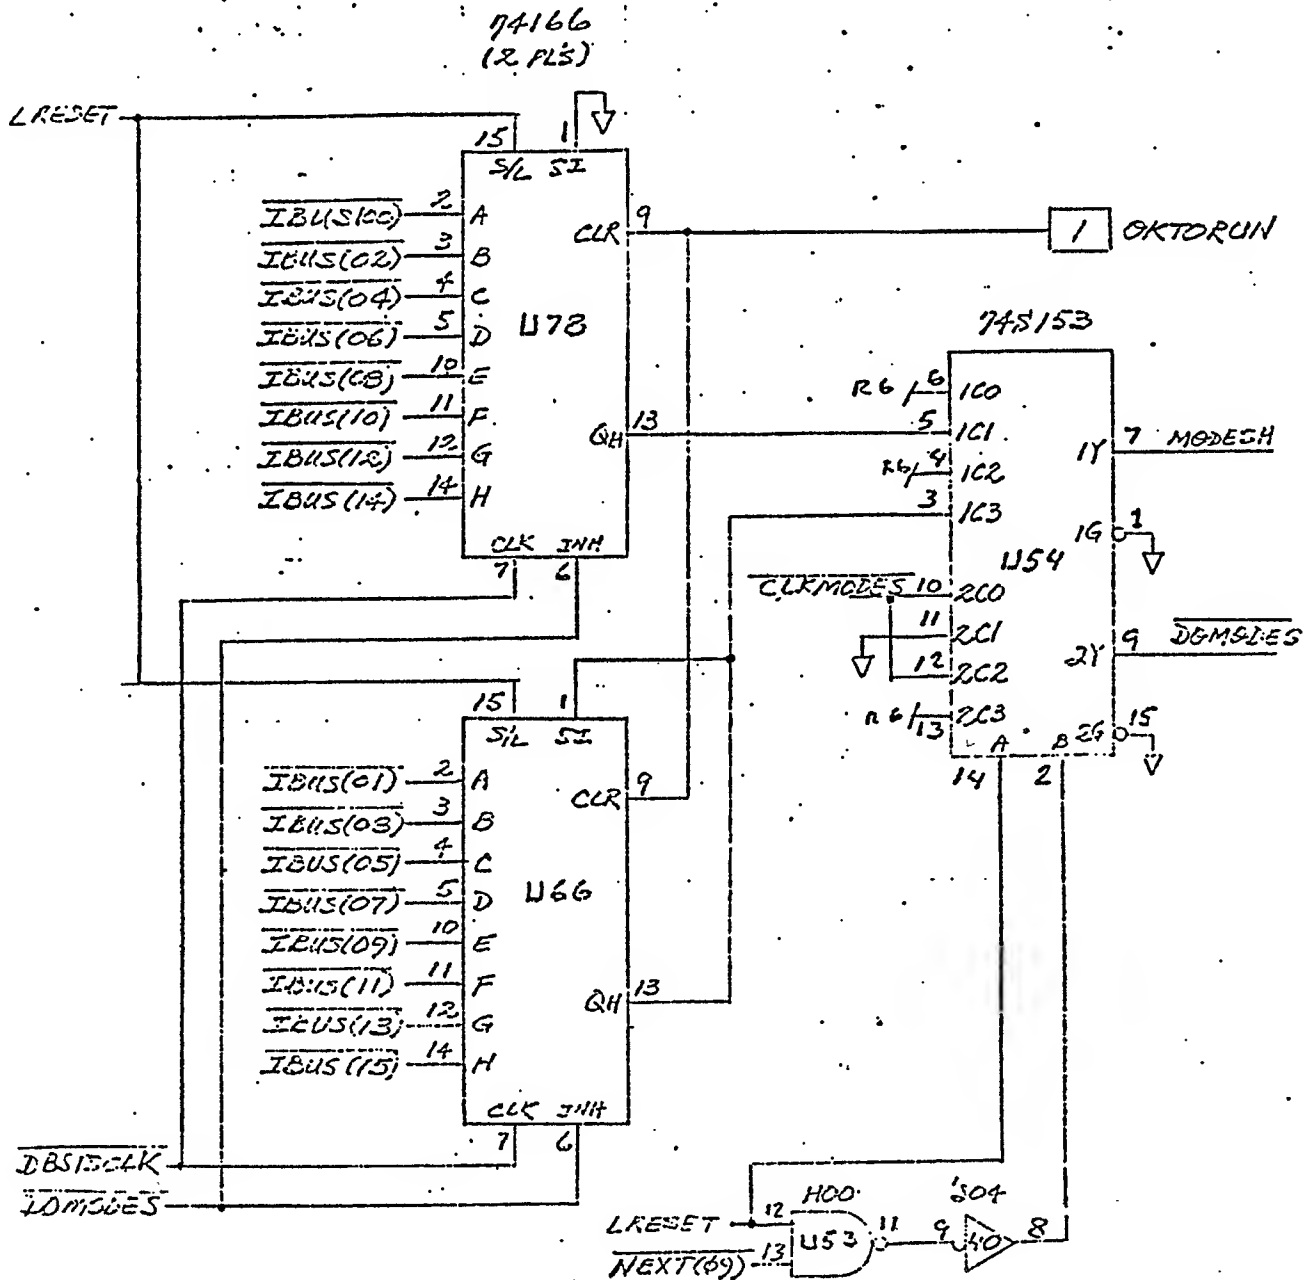 74166
(2 PL'S)
LRESET
15 1
S/L SI
IBUS(00) 2 A
IBUS(02) 3 B
IBUS(04) 4 C
IBUS(06) 5 D
IBUS(08) 10 E
IBUS(10) 11 F
IBUS(12) 12 G
IBUS(14) 14 H
CLR 9
U78
QH 13
CLK INH
7 6
1 OKTORUN
74S153
R6 6 1C0
5 1C1
R6 4 1C2
3 1C3
1Y 7 MODESH
1G 1
U54
CLKMODES 10 2C0
11 2C1
12 2C2
R6 13 2C3
2Y 9 DGMODES
2G 15
A B
14 2
15 1
S/L SI
IBUS(01) 2 A
IBUS(03) 3 B
IBUS(05) 4 C
IBUS(07) 5 D
IBUS(09) 10 E
IBUS(11) 11 F
IBUS(13) 12 G
IBUS(15) 14 H
CLR 9
U66
QH 13
CLK INH
7 6
LDMODES
H00 'S04
LRESET 12
NEXT(09) 13
U53 11 9 40 8